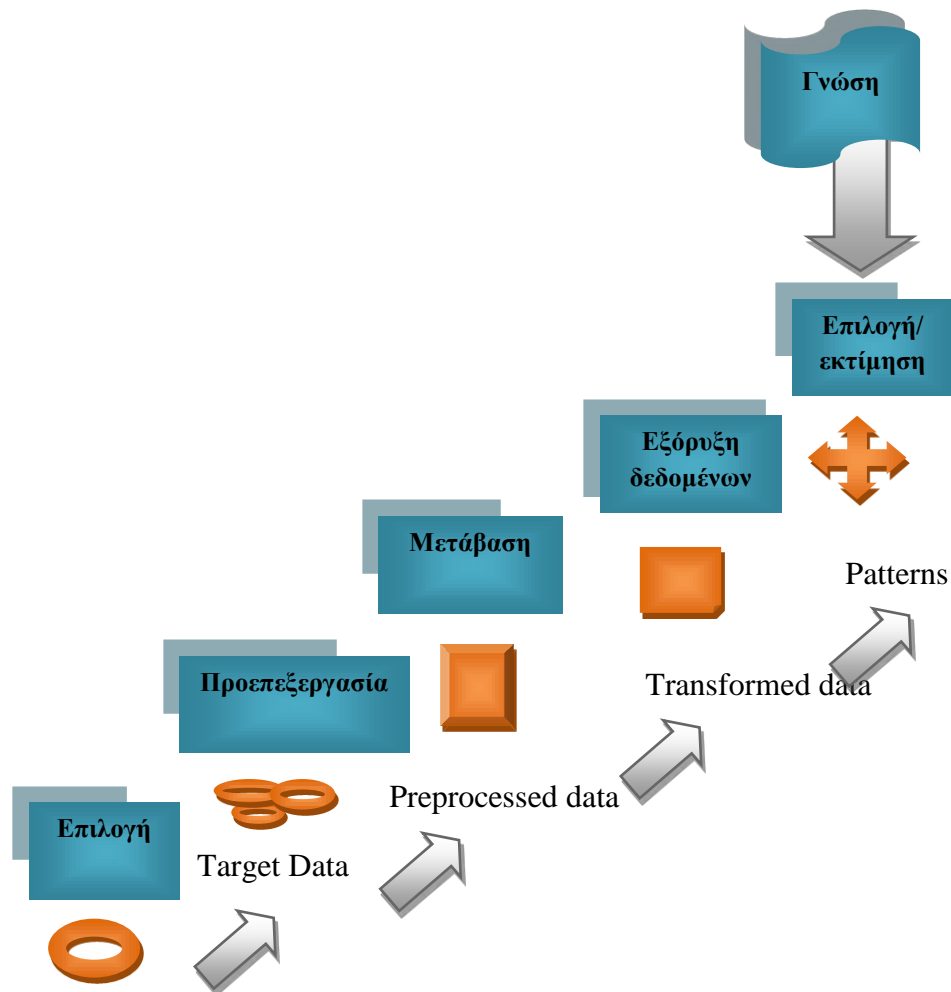 Γνώση
Επιλογή/
εκτίμηση
Εξόρυξη
δεδομένων
Μετάβαση
Patterns
Προεπεξεργασία
Transformed data
Preprocessed data
Επιλογή
Target Data